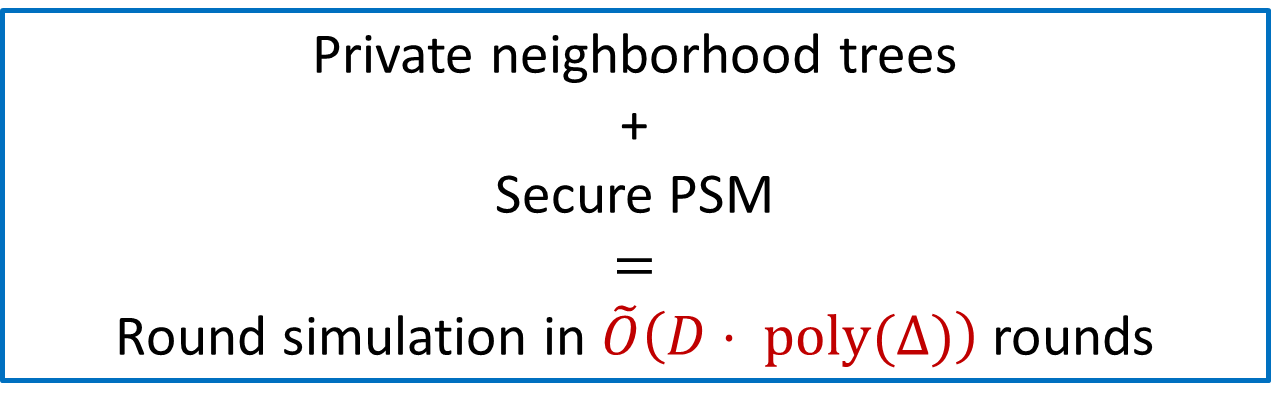 Private neighborhood trees
+
Secure PSM
=
Round simulation in Õ(D · poly(Δ)) rounds